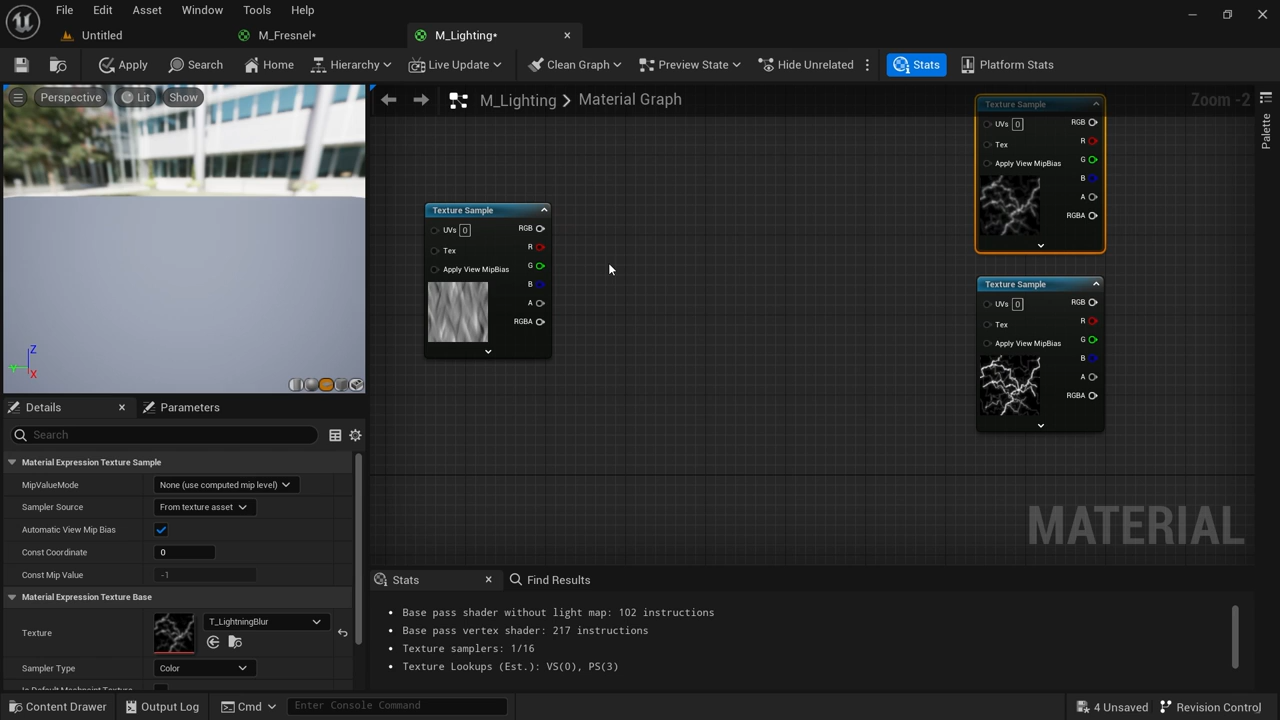 File Edit Asset Window Tools Help
Untitled
M_Fresnel*
M_Lighting*
Apply
Search
Home
Hierarchy
Live Update
Clean Graph
Preview State
Hide Unrelated
Stats
Platform Stats
Perspective
Lit
Show
Z
X
M_Lighting > Material Graph
Zoom -2
Palette
Texture Sample
UVs 0
Tex
Apply View MipBias
RGB
R
G
B
A
RGBA
Texture Sample
UVs 0
Tex
Apply View MipBias
RGB
R
G
B
A
RGBA
Texture Sample
UVs 0
Tex
Apply View MipBias
RGB
R
G
B
A
RGBA
MATERIAL
Details
Parameters
Search
Material Expression Texture Sample
MipValueMode
None (use computed mip level)
Sampler Source
From texture asset
Automatic View Mip Bias
Const Coordinate
0
Const Mip Value
-1
Material Expression Texture Base
Texture
T_LightningBlur
Sampler Type
Color
Is Default Meshpaint Texture
Stats
Find Results
• Base pass shader without light map: 102 instructions
• Base pass vertex shader: 217 instructions
• Texture samplers: 1/16
• Texture Lookups (Est.): VS(0), PS(3)
Content Drawer
Output Log
Cmd
Enter Console Command
4 Unsaved
Revision Control